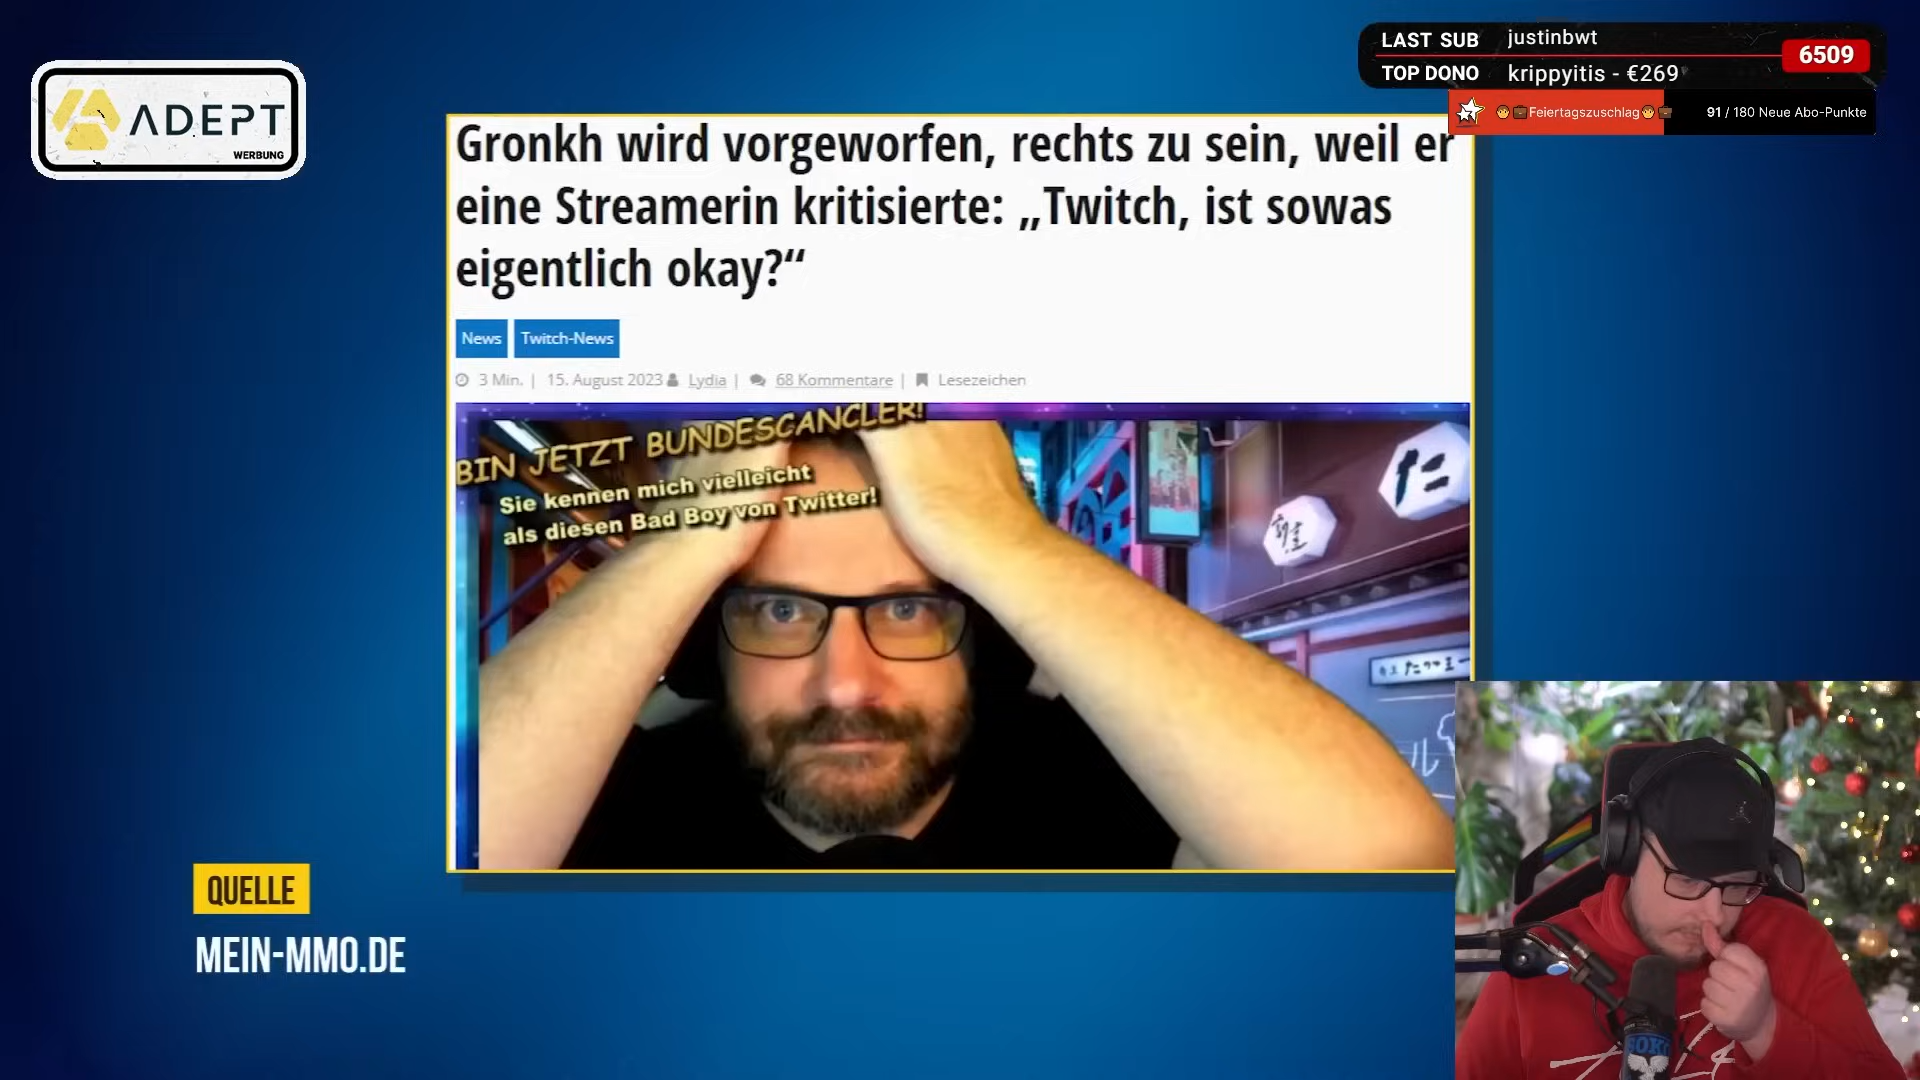 LAST SUB justinbwt
TOP DONO krippyitis - €269
6509
Feiertagszuschlag
91 / 180 Neue Abo-Punkte
ADEPT
WERBUNG
Gronkh wird vorgeworfen, rechts zu sein, weil er
eine Streamerin kritisierte: „Twitch, ist sowas
eigentlich okay?“
News Twitch-News
3 Min. | 15. August 2023 Lydia | 68 Kommentare | Lesezeichen
BIN JETZT BUNDESCANCLER!
Sie kennen mich vielleicht
als diesen Bad Boy von Twitter!
た
QUELLE
MEIN-MMO.DE